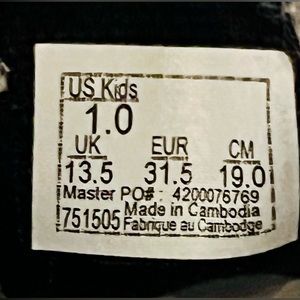 US Kids
1.0
UK EUR CM
13.5 31.5 19.0
Master PO# : 4200076769
751505 Made in Cambodia
Fabrique au Cambodge